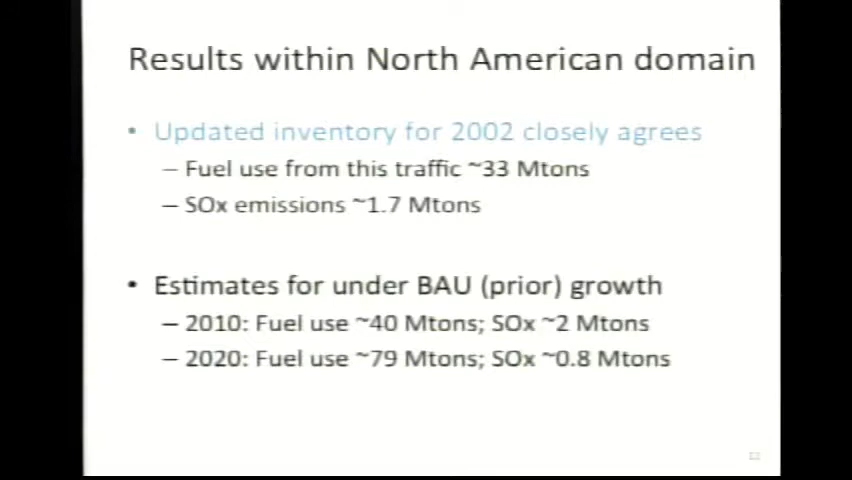 Results within North American domain
• Updated inventory for 2002 closely agrees
– Fuel use from this traffic ~33 Mtons
– SOx emissions ~1.7 Mtons
• Estimates for under BAU (prior) growth
– 2010: Fuel use ~40 Mtons; SOx ~2 Mtons
– 2020: Fuel use ~79 Mtons; SOx ~0.8 Mtons